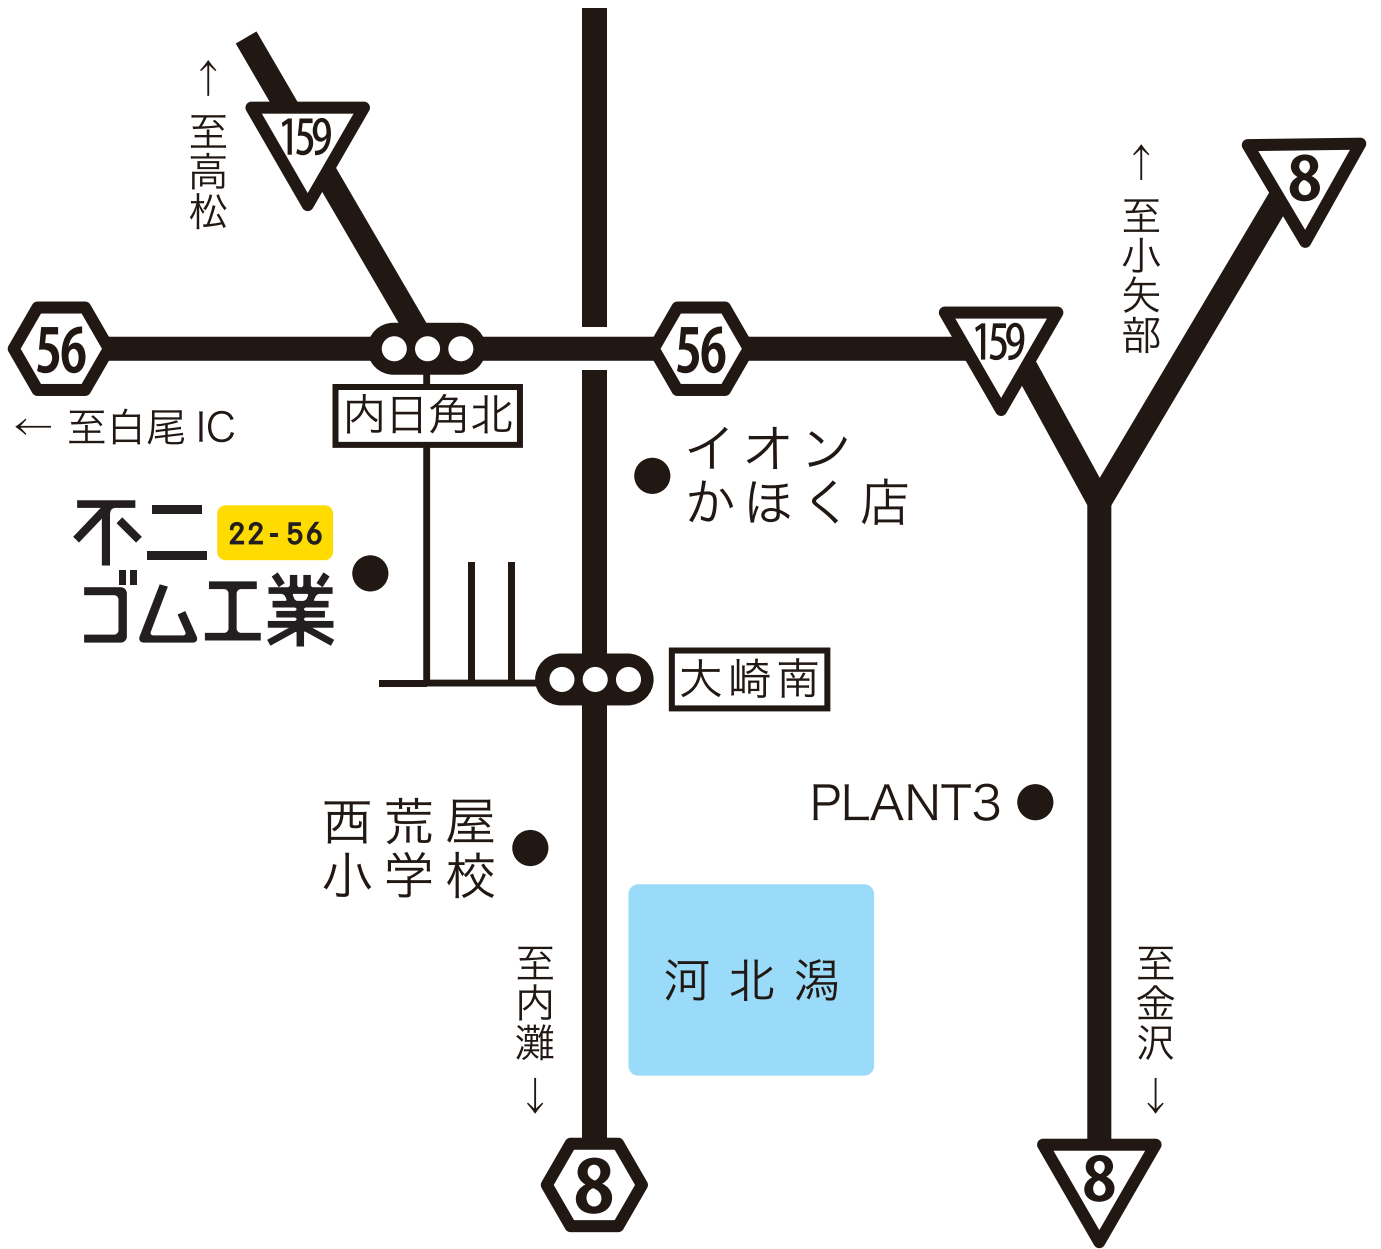 ↑ 至高松
159
↑ 至小矢部
8
56
56
159
← 至白尾 IC
内日角北
イオン
かほく店
不二
22-56
ゴム工業
大崎南
PLANT3
西荒屋
小学校
河北潟
至内灘 ↓
至金沢 ↓
8
8